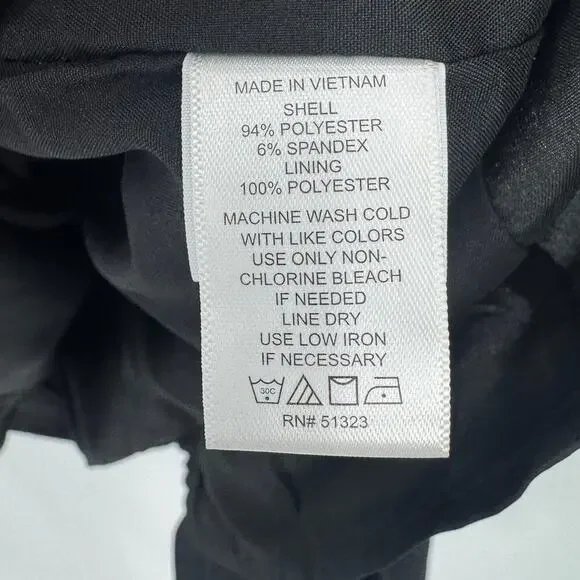 MADE IN VIETNAM
SHELL
94% POLYESTER
6% SPANDEX
LINING
100% POLYESTER
MACHINE WASH COLD
WITH LIKE COLORS
USE ONLY NON-
CHLORINE BLEACH
IF NEEDED
LINE DRY
USE LOW IRON
IF NECESSARY
30C
RN# 51323